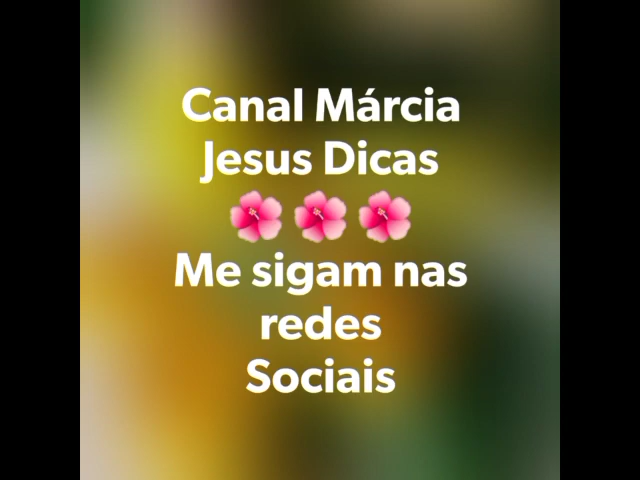 Canal Márcia
Jesus Dicas
🌺🌺🌺
Me sigam nas
redes
Sociais